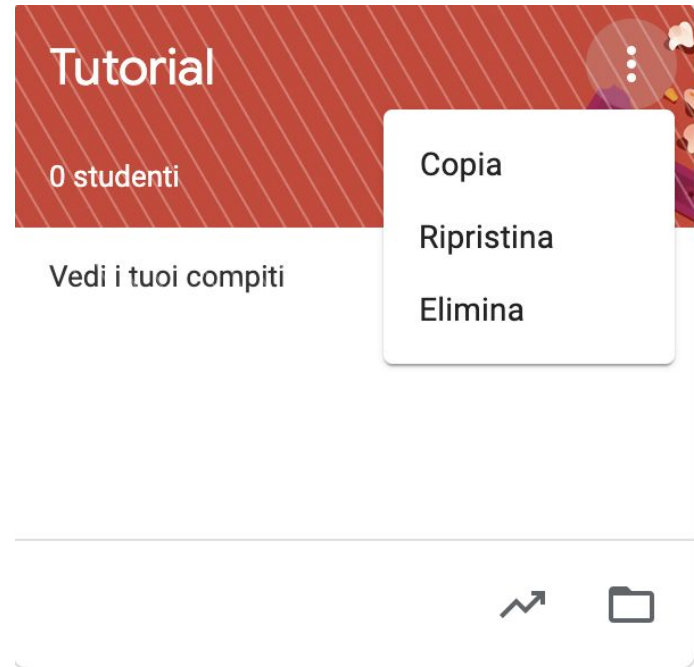 Tutorial
0 studenti
Copia
Ripristina
Elimina
Vedi i tuoi compiti